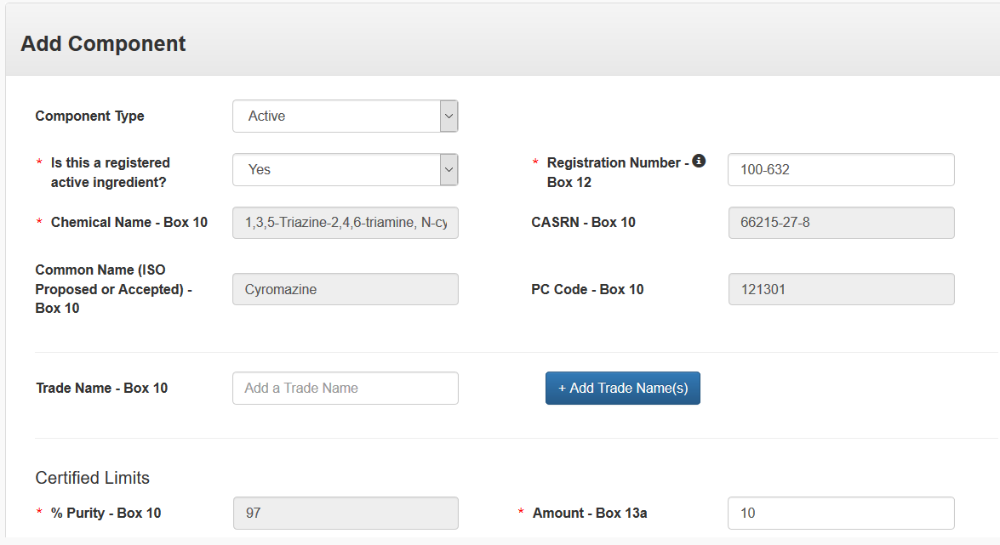 Add Component
Component Type
Active
* Is this a registered
active ingredient?
Yes
* Registration Number -
Box 12
100-632
* Chemical Name - Box 10
1,3,5-Triazine-2,4,6-triamine, N-cy
CASRN - Box 10
66215-27-8
Common Name (ISO
Proposed or Accepted) -
Box 10
Cyromazine
PC Code - Box 10
121301
Trade Name - Box 10
Add a Trade Name
+ Add Trade Name(s)
Certified Limits
* % Purity - Box 10
97
* Amount - Box 13a
10